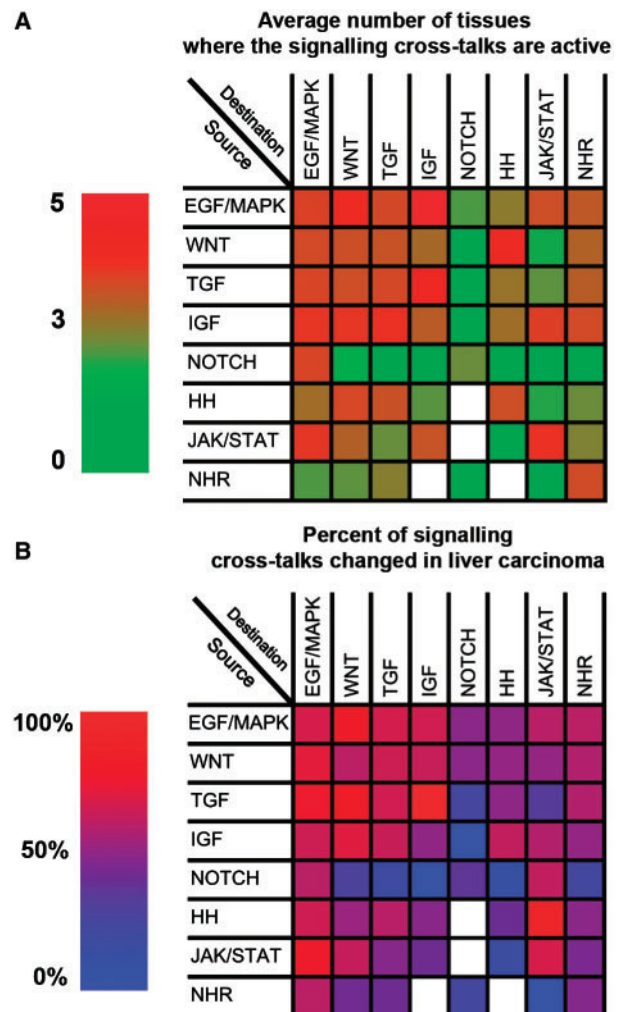 A
Average number of tissues
where the signalling cross-talks are active
Destination
Source
EGF/MAPK
WNT
TGF
IGF
NOTCH
HH
JAK/STAT
NHR
5
3
0
EGF/MAPK
WNT
TGF
IGF
NOTCH
HH
JAK/STAT
NHR
B
Percent of signalling
cross-talks changed in liver carcinoma
Destination
Source
EGF/MAPK
WNT
TGF
IGF
NOTCH
HH
JAK/STAT
NHR
100%
50%
0%
EGF/MAPK
WNT
TGF
IGF
NOTCH
HH
JAK/STAT
NHR